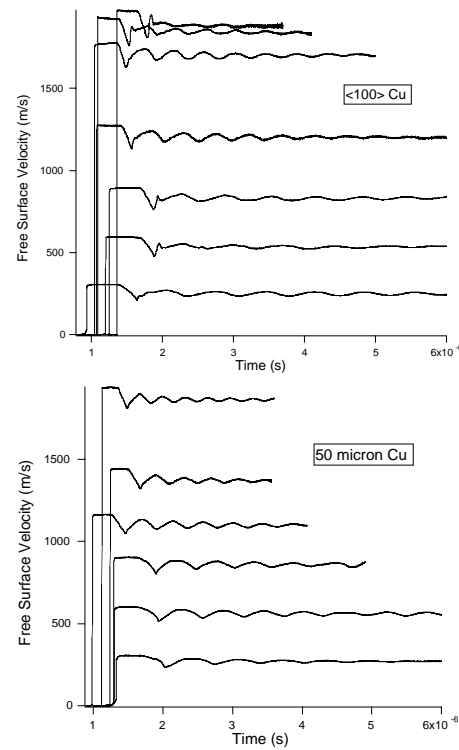 Free Surface Velocity (m/s)
1500
1000
500
0
<100> Cu
1 2 3 4 5 6x10⁻⁶
Time (s)
Free Surface Velocity (m/s)
1500
1000
500
0
50 micron Cu
1 2 3 4 5 6x10⁻⁶
Time (s)